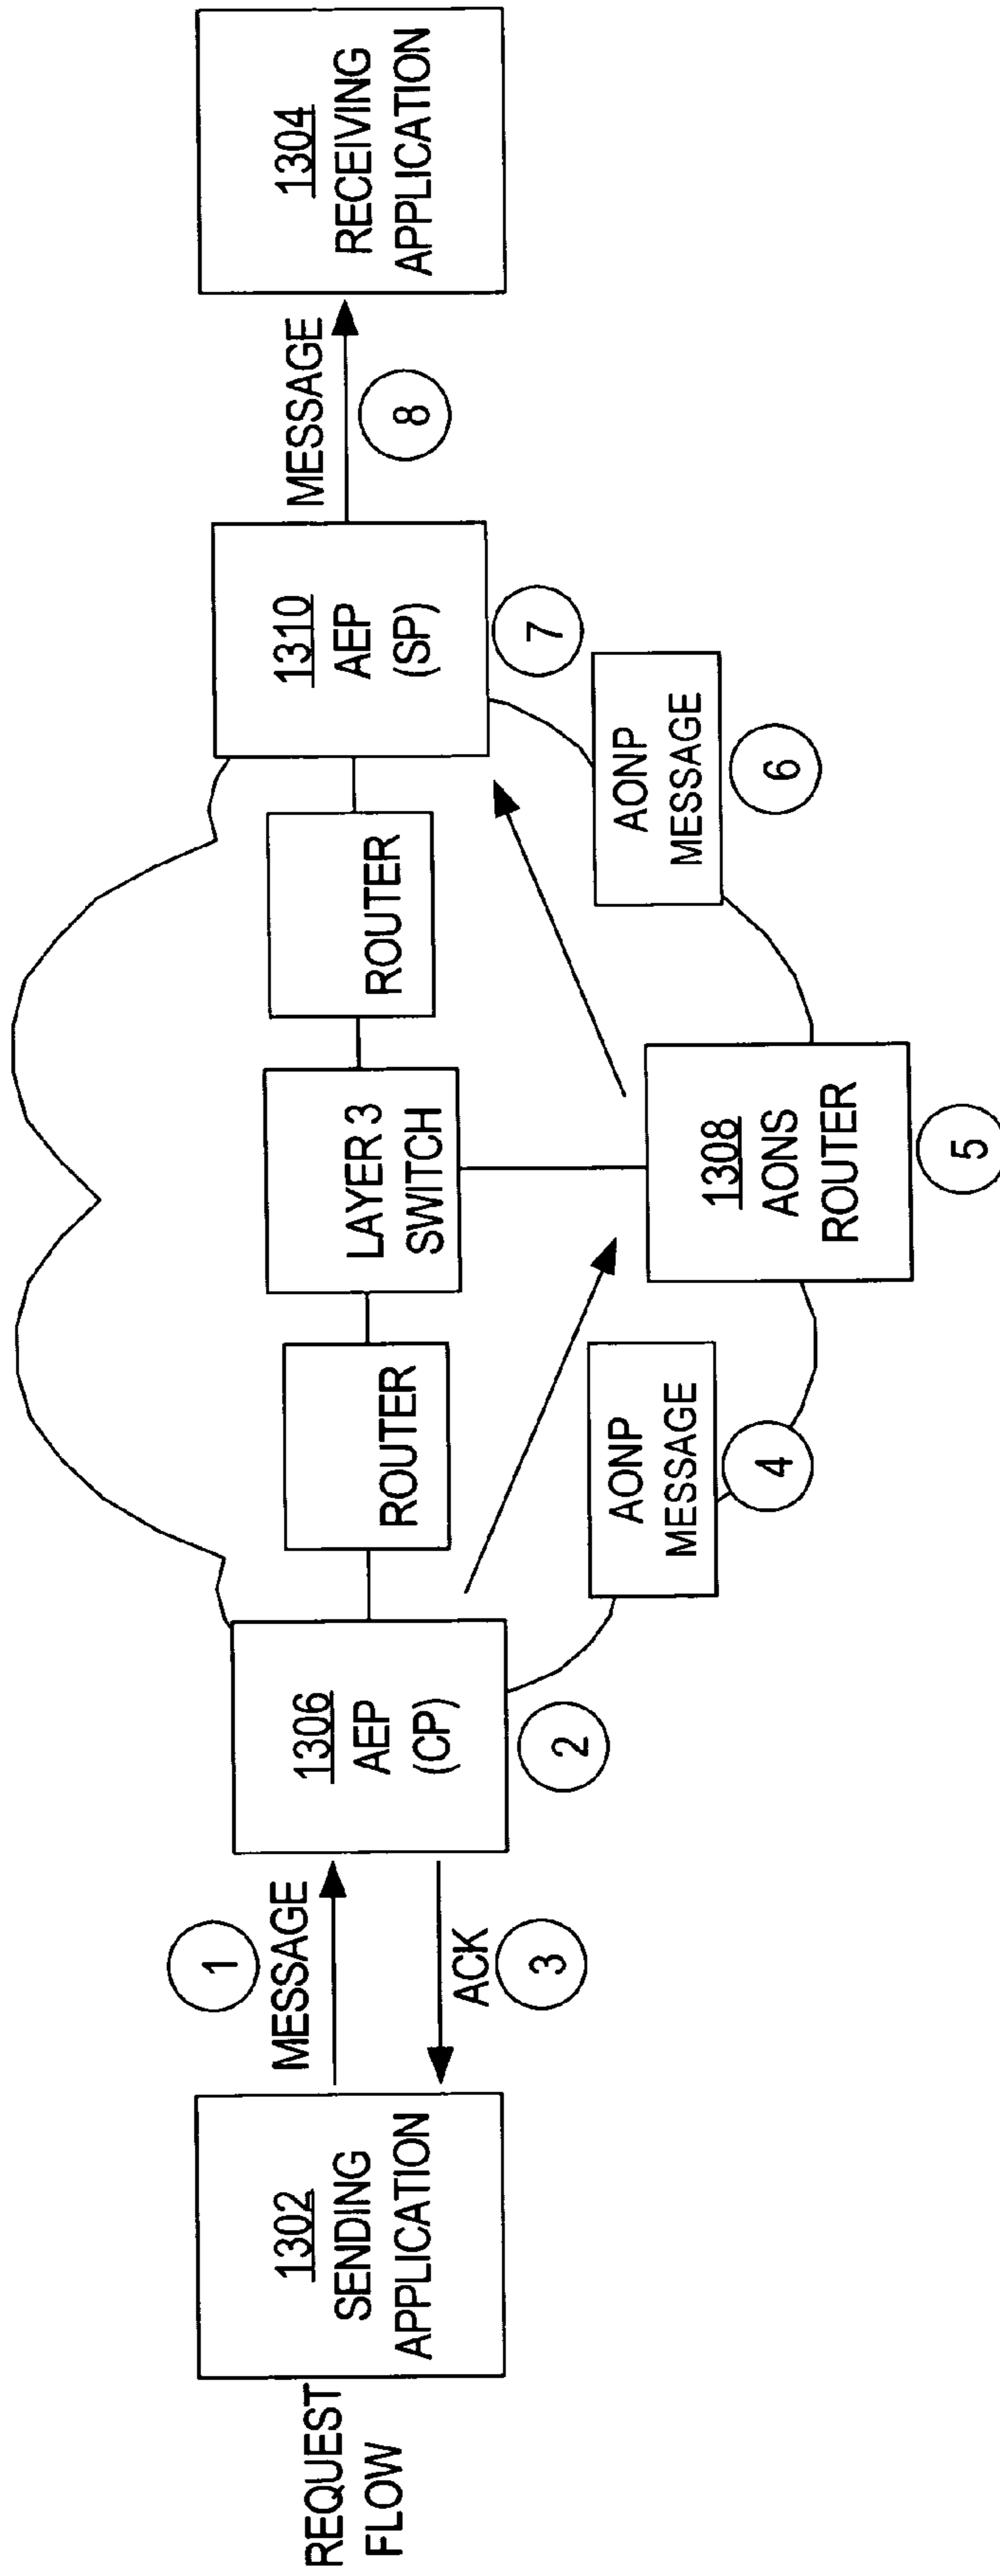 REQUEST
FLOW
1302
SENDING
APPLICATION
1
MESSAGE
ACK
3
1306
AEP
(CP)
2
ROUTER
AONP
MESSAGE
4
LAYER 3
SWITCH
1308
AONS
ROUTER
5
ROUTER
AONP
MESSAGE
6
1310
AEP
(SP)
7
MESSAGE
8
1304
RECEIVING
APPLICATION